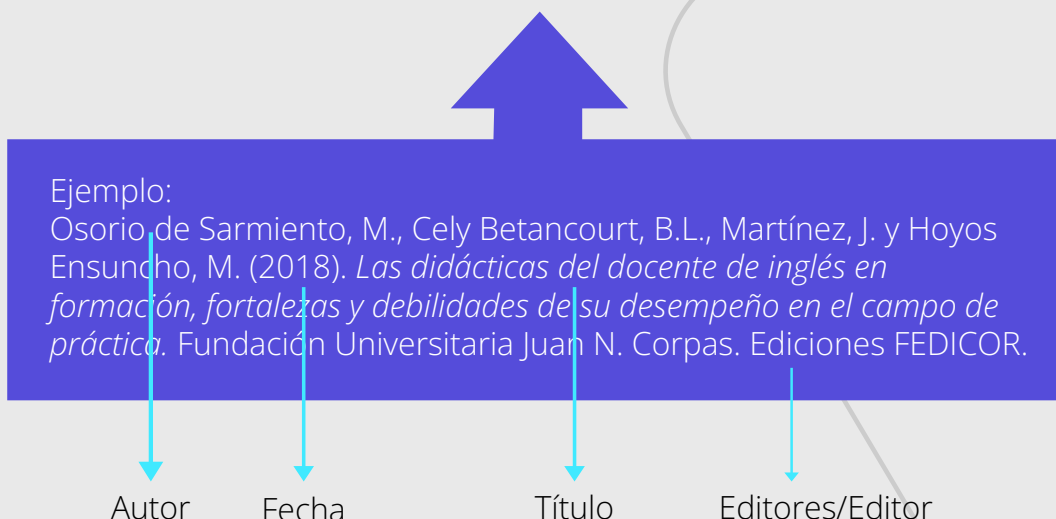 Ejemplo:
Osorio de Sarmiento, M., Cely Betancourt, B.L., Martínez, J. y Hoyos
Ensuncho, M. (2018). Las didácticas del docente de inglés en
formación, fortalezas y debilidades de su desempeño en el campo de
práctica. Fundación Universitaria Juan N. Corpas. Ediciones FEDICOR.
Autor Fecha Título Editores/Editor